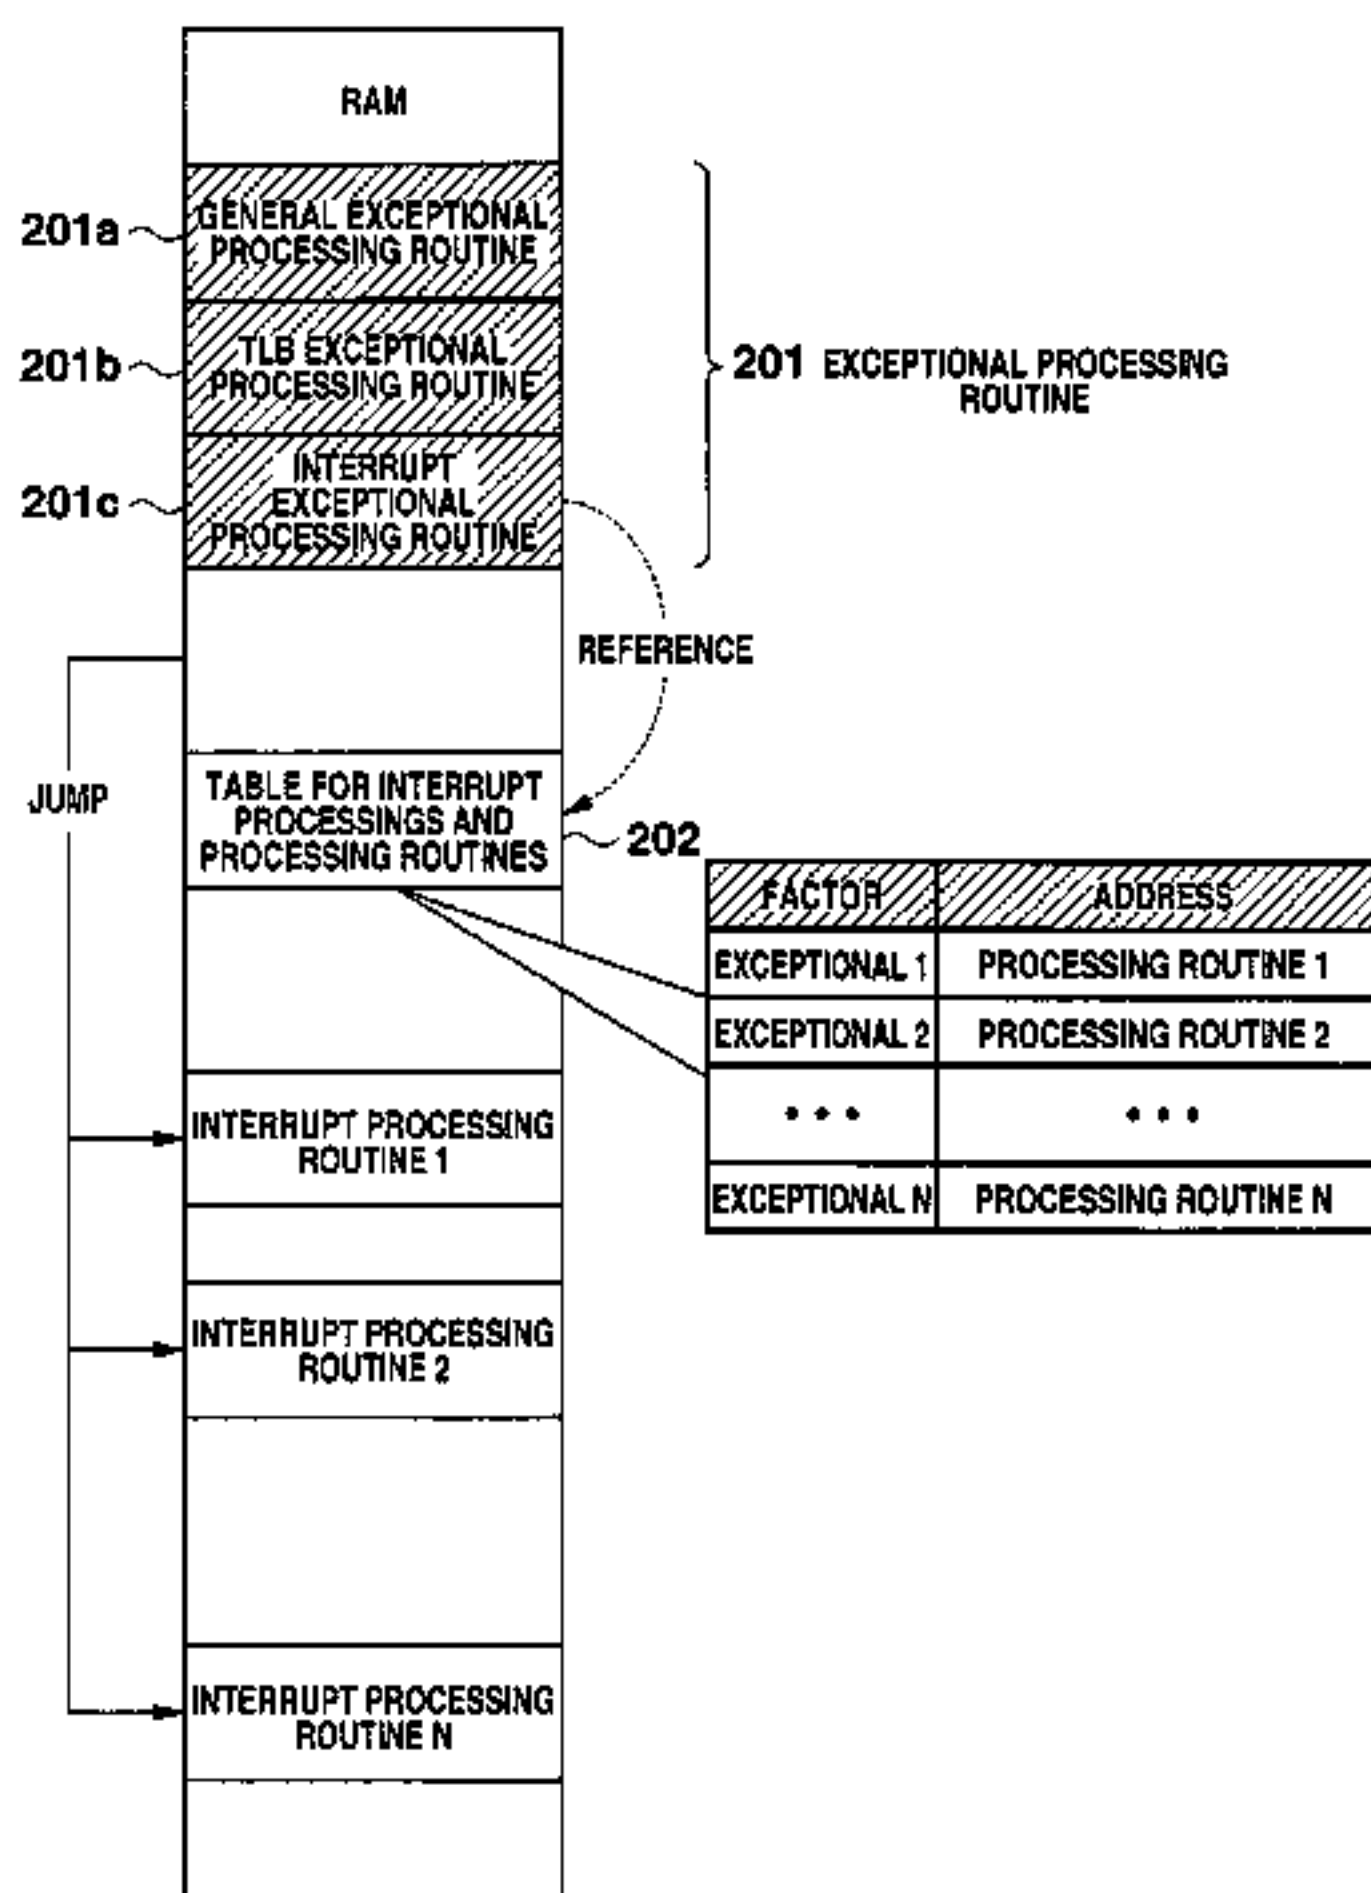 RAM
201a
GENERAL EXCEPTIONAL
PROCESSING ROUTINE
201b
TLB EXCEPTIONAL
PROCESSING ROUTINE
201c
INTERRUPT
EXCEPTIONAL
PROCESSING ROUTINE
201 EXCEPTIONAL PROCESSING
ROUTINE
REFERENCE
JUMP
TABLE FOR INTERRUPT
PROCESSINGS AND
PROCESSING ROUTINES
202
FACTOR ADDRESS
EXCEPTIONAL 1 PROCESSING ROUTINE 1
EXCEPTIONAL 2 PROCESSING ROUTINE 2
••• •••
EXCEPTIONAL N PROCESSING ROUTINE N
INTERRUPT PROCESSING
ROUTINE 1
INTERRUPT PROCESSING
ROUTINE 2
INTERRUPT PROCESSING
ROUTINE N